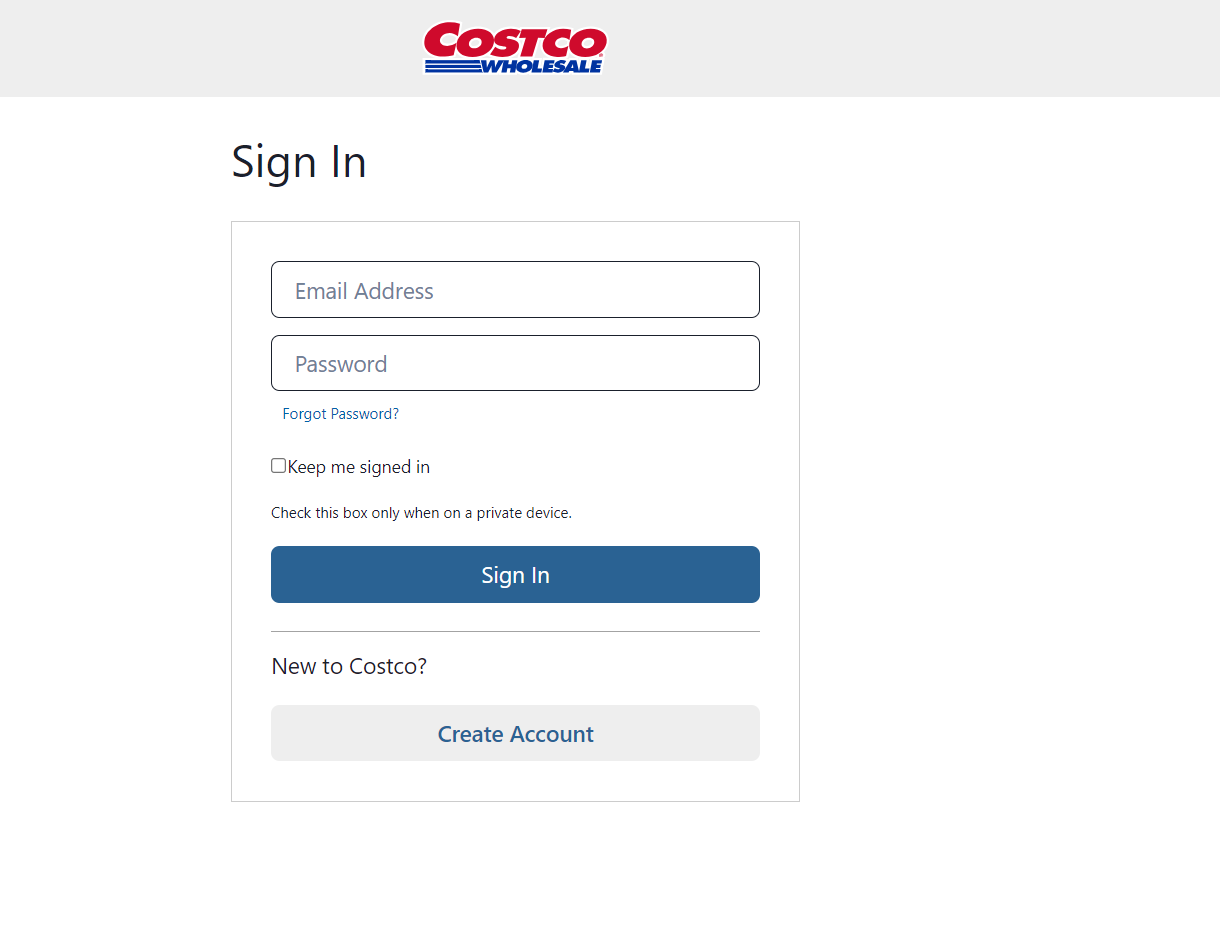 COSTCO
WHOLESALE
Sign In
Email Address
Password
Forgot Password?
Keep me signed in
Check this box only when on a private device.
Sign In
New to Costco?
Create Account